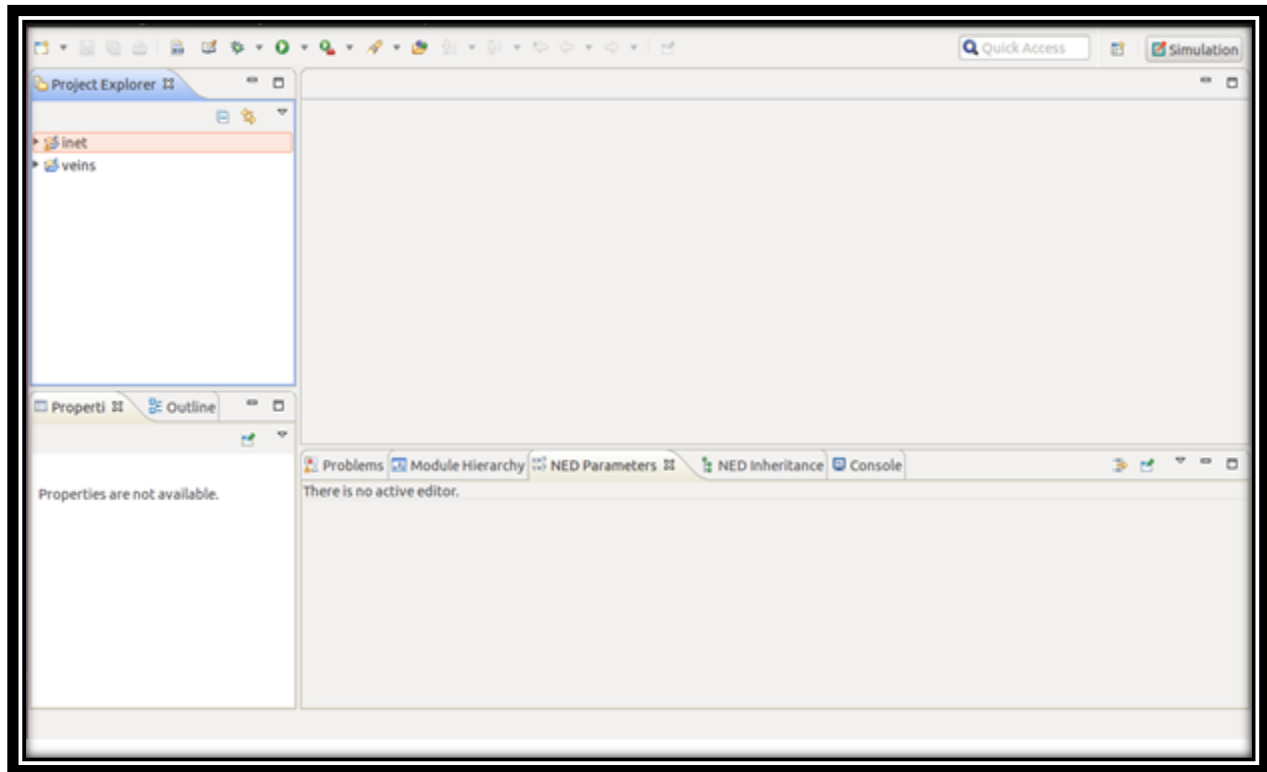 Quick Access
Simulation
Project Explorer
inet
veins
Properti
Outline
Properties are not available.
Problems
Module Hierarchy
NED Parameters
NED Inheritance
Console
There is no active editor.